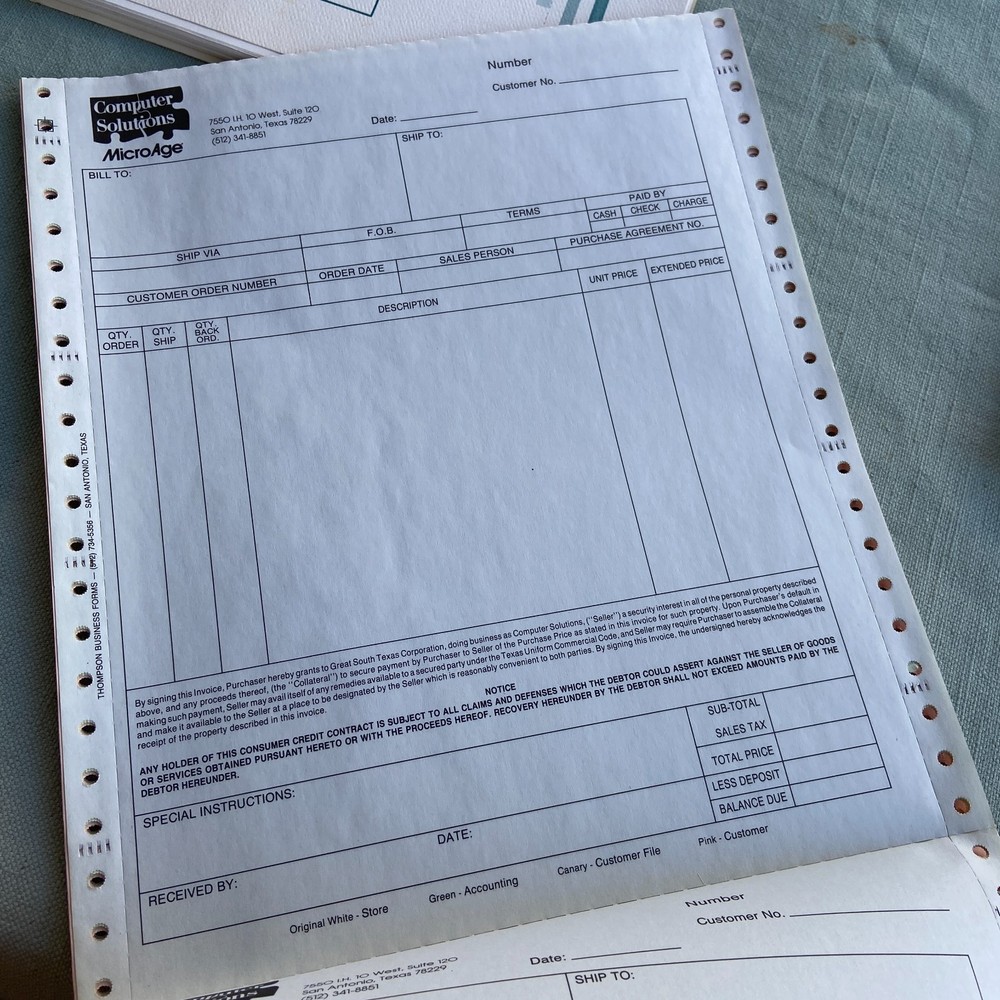 Number
Customer No.
Computer
Solutions
MicroAge
7550 I.H. 10 West, Suite 120
San Antonio, Texas 78229
(512) 341-8851
Date:
BILL TO:
SHIP TO:
SHIP VIA
F.O.B.
TERMS
PAID BY
CASH
CHECK
CHARGE
CUSTOMER ORDER NUMBER
ORDER DATE
SALES PERSON
PURCHASE AGREEMENT NO.
QTY.
ORDER
QTY.
SHIP
QTY.
BACK
ORD.
DESCRIPTION
UNIT PRICE
EXTENDED PRICE
THOMPSON BUSINESS FORMS — (512) 734-5356 — SAN ANTONIO, TEXAS
By signing this Invoice, Purchaser hereby grants to Great South Texas Corporation, doing business as Computer Solutions, ("Seller") a security interest in all of the personal property described
above, and any proceeds thereof, (the "Collateral") to secure payment by Purchaser to Seller of the Purchase Price as stated in this invoice for such property. Upon Purchaser's default in
making such payment, Seller may avail itself of any remedies available to a secured party under the Texas Uniform Commercial Code, and Seller may require Purchaser to assemble the Collateral
and make it available to the Seller at a place to be designated by the Seller which is reasonably convenient to both parties. By signing this invoice, the undersigned hereby acknowledges the
receipt of the property described in this invoice.
NOTICE
ANY HOLDER OF THIS CONSUMER CREDIT CONTRACT IS SUBJECT TO ALL CLAIMS AND DEFENSES WHICH THE DEBTOR COULD ASSERT AGAINST THE SELLER OF GOODS
OR SERVICES OBTAINED PURSUANT HERETO OR WITH THE PROCEEDS HEREOF. RECOVERY HEREUNDER BY THE DEBTOR SHALL NOT EXCEED AMOUNTS PAID BY THE
DEBTOR HEREUNDER.
SPECIAL INSTRUCTIONS:
SUB-TOTAL
SALES TAX
TOTAL PRICE
LESS DEPOSIT
BALANCE DUE
DATE:
RECEIVED BY:
Original White - Store
Green - Accounting
Canary - Customer File
Pink - Customer
Number
Customer No.
7550 I.H. 10 West, Suite 120
San Antonio, Texas 78229
(512) 341-8851
Date:
SHIP TO: